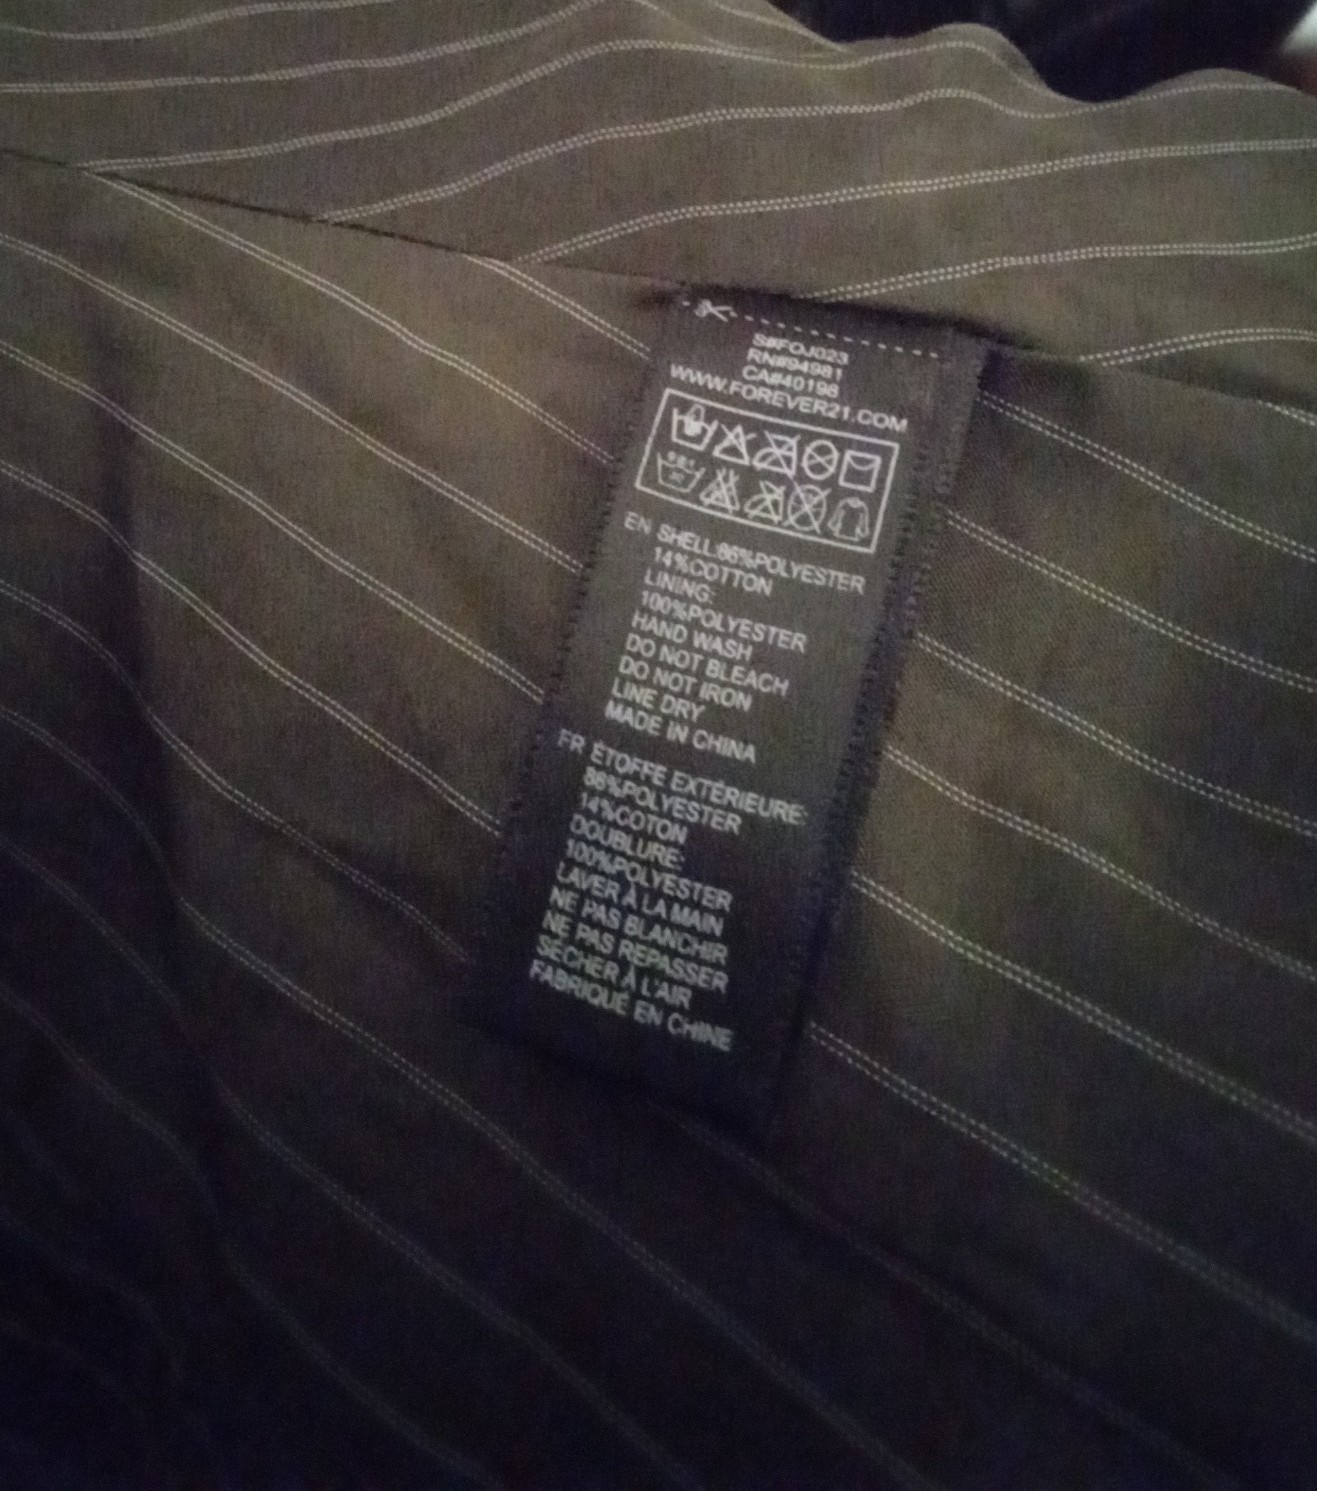 S#FOJ023
RN#94981
CA#40198
WWW.FOREVER21.COM
EN SHELL:86%POLYESTER
14%COTTON
LINING:
100%POLYESTER
HAND WASH
DO NOT BLEACH
DO NOT IRON
LINE DRY
MADE IN CHINA
FR ÉTOFFE EXTÉRIEURE:
86%POLYESTER
14%COTON
DOUBLURE:
100%POLYESTER
LAVER À LA MAIN
NE PAS BLANCHIR
NE PAS REPASSER
SÉCHER À L'AIR
FABRIQUÉ EN CHINE